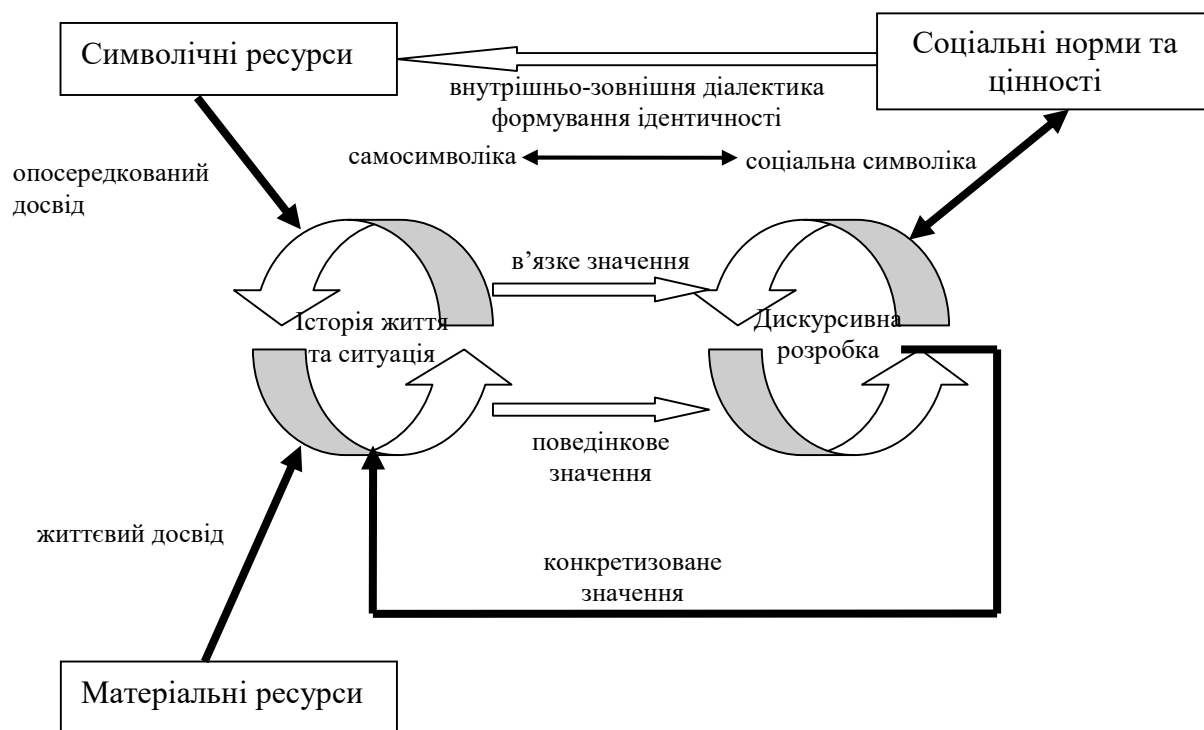 Символічні ресурси
Соціальні норми та
цінності
внутрішньо-зовнішня діалектика
формування ідентичності
самосимволіка
соціальна символіка
опосередкований
досвід
в’язке значення
Історія життя
та ситуація
Дискурсивна
розробка
поведінкове
значення
життєвий досвід
конкретизоване
значення
Матеріальні ресурси